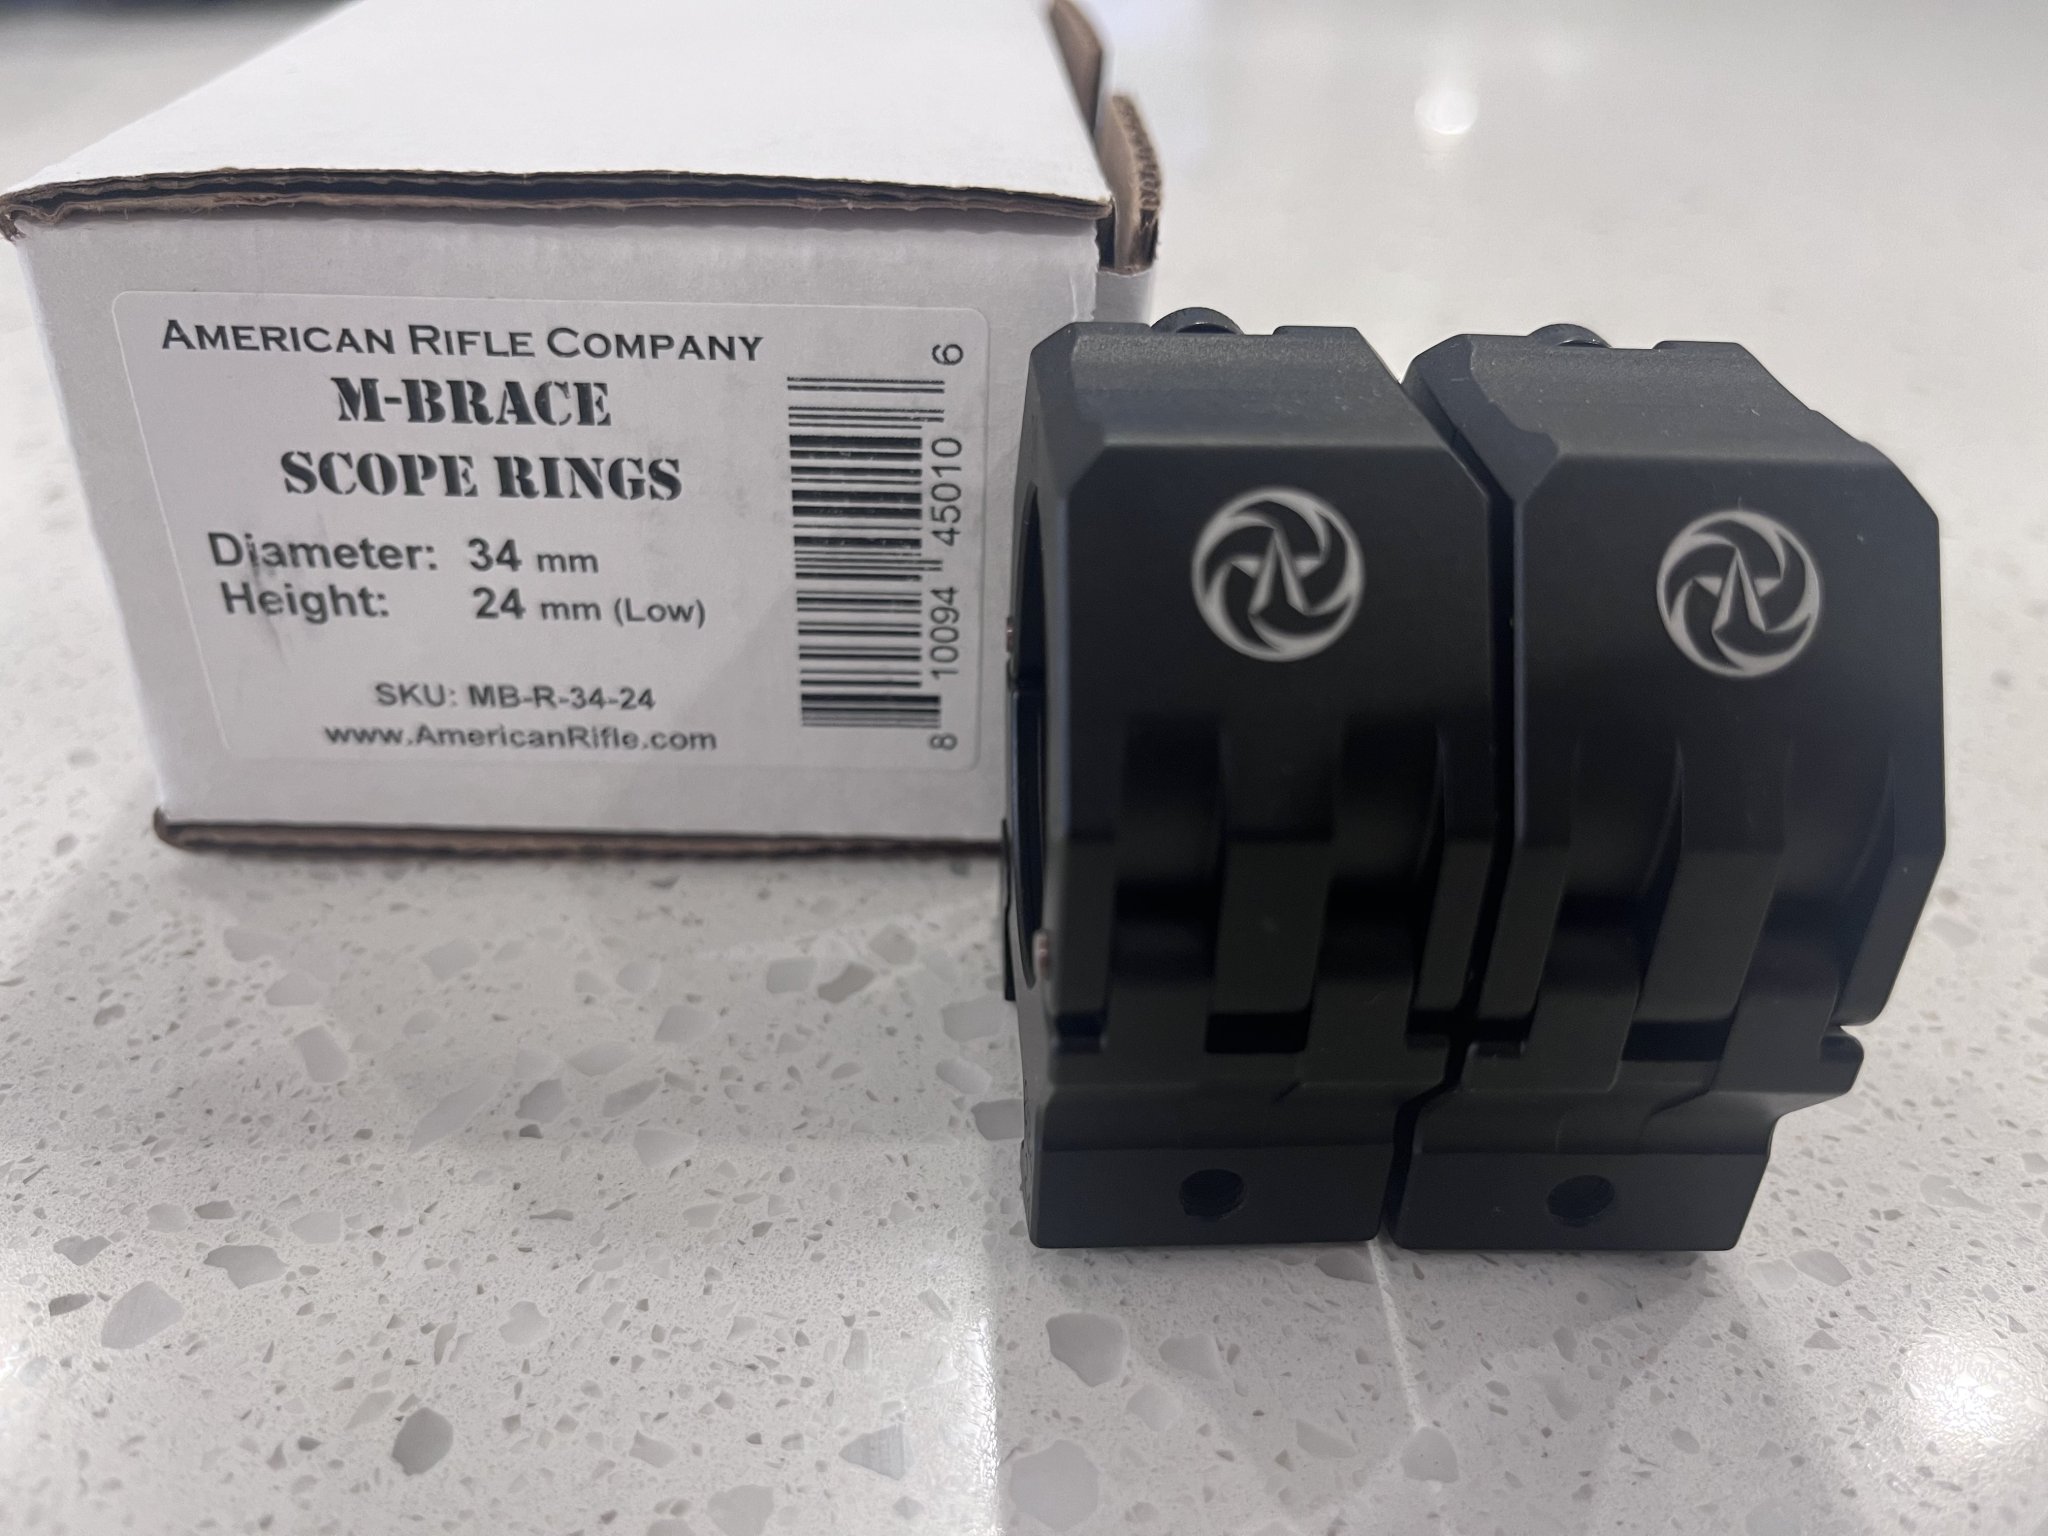 AMERICAN RIFLE COMPANY
M-BRACE
SCOPE RINGS
Diameter: 34 mm
Height: 24 mm (Low)
SKU: MB-R-34-24
www.AmericanRifle.com
8 10094 45010 6